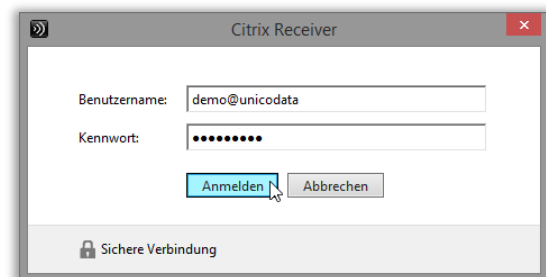 Citrix Receiver
Benutzername: demo@unicodata
Kennwort: •••••••••
Anmelden Abbrechen
Sichere Verbindung